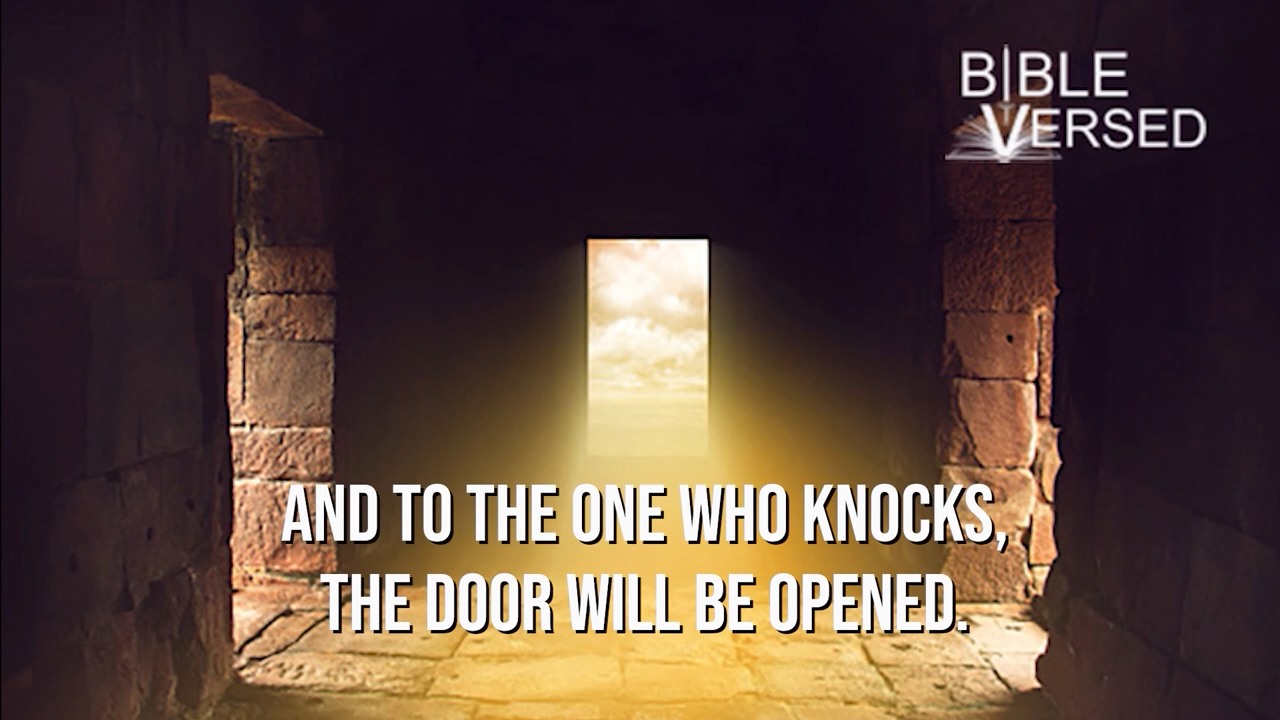 BIBLE
VERSED
AND TO THE ONE WHO KNOCKS,
THE DOOR WILL BE OPENED.